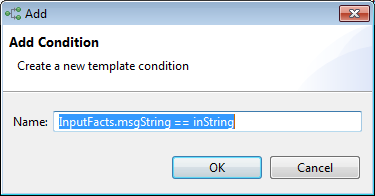 Add
Add Condition
Create a new template condition
Name: InputFacts.msgString == inString
OK Cancel